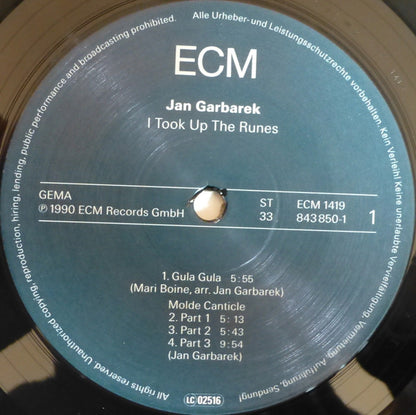 Alle Urheber- und Leistungsschutzrechte vorbehalten. Kein Verleih! Keine unerlaubte Vervielfältigung, Vermietung, Aufführung, Sendung!
ECM
Jan Garbarek
I Took Up The Runes
GEMA
℗ 1990 ECM Records GmbH
ST
33
ECM 1419
843 850-1
1
1. Gula Gula 5:55
(Mari Boine, arr. Jan Garbarek)
Molde Canticle
2. Part 1 5:13
3. Part 2 5:43
4. Part 3 9:54
(Jan Garbarek)
LC 02516
All rights reserved. Unauthorized copying, reproduction, hiring, lending, public performance and broadcasting prohibited.